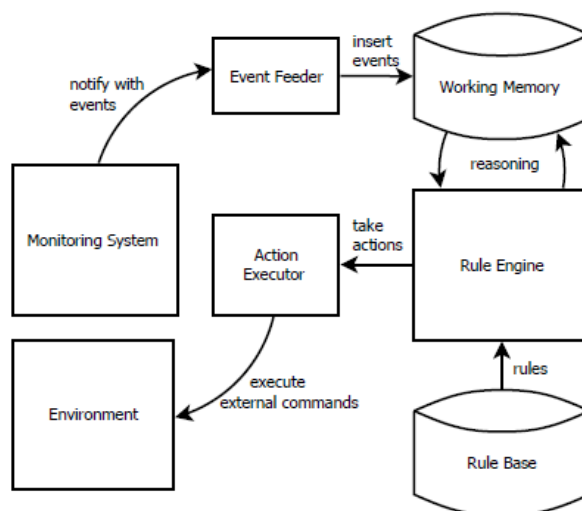 insert
events
notify with
events
Event Feeder
Working Memory
reasoning
Monitoring System
take
actions
Action
Executor
Rule Engine
rules
execute
external commands
Environment
Rule Base